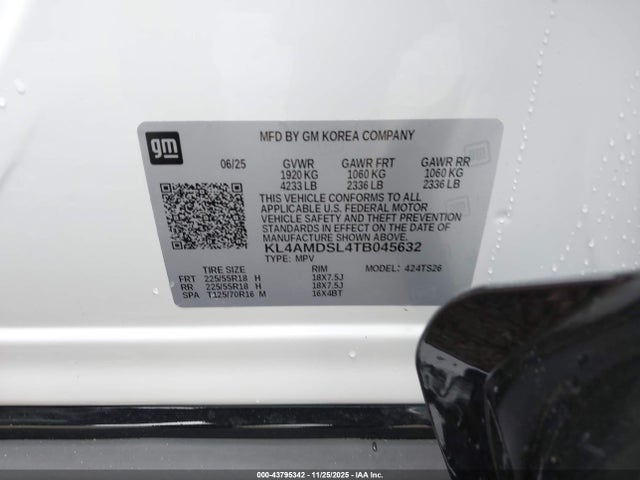 gm
MFD BY GM KOREA COMPANY
06/25 GVWR GAWR FRT GAWR RR
1920 KG 1060 KG 1060 KG
4233 LB 2336 LB 2336 LB
THIS VEHICLE CONFORMS TO ALL
APPLICABLE U.S. FEDERAL MOTOR
VEHICLE SAFETY AND THEFT PREVENTION
STANDARDS IN EFFECT ON THE DATE OF
MANUFACTURE SHOWN ABOVE.
KL4AMDSL4TB045632
TYPE: MPV MODEL: 424TS26
TIRE SIZE RIM
FRT 225/55R18 H 18X7.5J
RR 225/55R18 H 18X7.5J
SPA T125/70R16 M 16X4BT
000-43795342 - 11/25/2025 - IAA Inc.